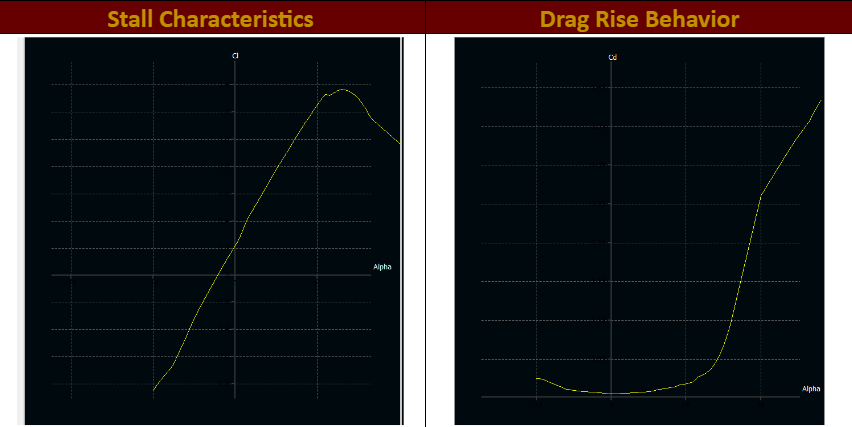 Stall Characteristics
Drag Rise Behavior
Cl
Cd
Alpha
Alpha